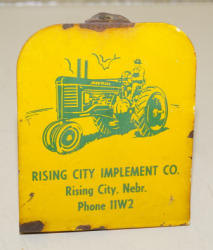 RISING CITY IMPLEMENT CO.
Rising City, Nebr.
Phone 11W2